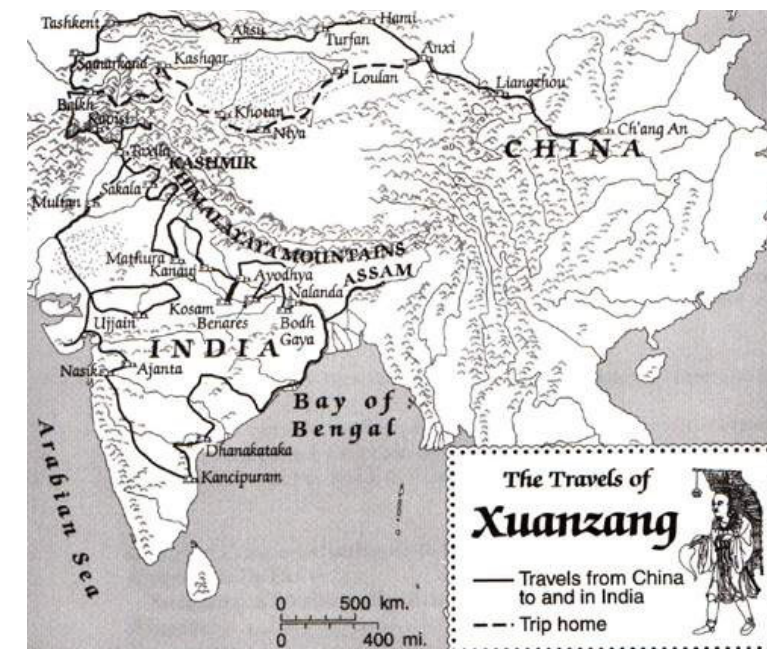 Tashkent
Aksu
Turfan
Hami
Samarkand
Kashgar
Loulan
Anxi
Liangzhou
Balkh
Kapisi
Khotan
Niya
Ch'ang An
Taxila
KASHMIR
CHINA
Sakala
Multan
HIMALAYAYA MOUNTAINS
Mathura
Kanauj
Ayodhya
ASSAM
Nalanda
Ujjain
Kosam
Benares
Bodh
Gaya
INDIA
Nasik
Ajanta
Bay of
Bengal
Arabian Sea
Dhanakataka
Kancipuram
The Travels of
Xuanzang
Travels from China
to and in India
Trip home
0 500 km.
0 400 mi.